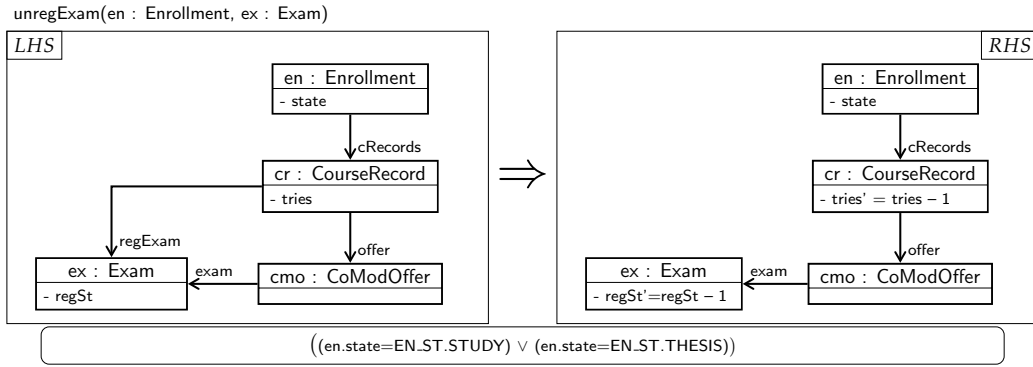 unregExam(en : Enrollment, ex : Exam)
LHS
en : Enrollment
- state
cRecords
cr : CourseRecord
- tries
regExam
offer
ex : Exam
- regSt
exam
cmo : CoModOffer
⇒
RHS
en : Enrollment
- state
cRecords
cr : CourseRecord
- tries' = tries − 1
offer
ex : Exam
- regSt'=regSt − 1
exam
cmo : CoModOffer
((en.state=EN_ST.STUDY) ∨ (en.state=EN_ST.THESIS))